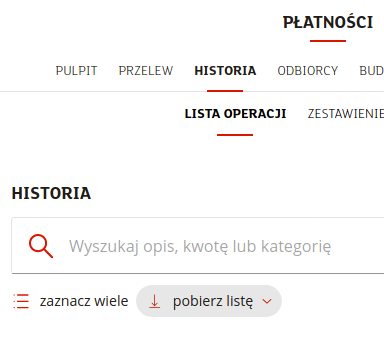 PŁATNOŚCI
PULPIT PRZELEW HISTORIA ODBIORCY BUD
LISTA OPERACJI ZESTAWIENIE
HISTORIA
Wyszukaj opis, kwotę lub kategorię
zaznacz wiele pobierz listę